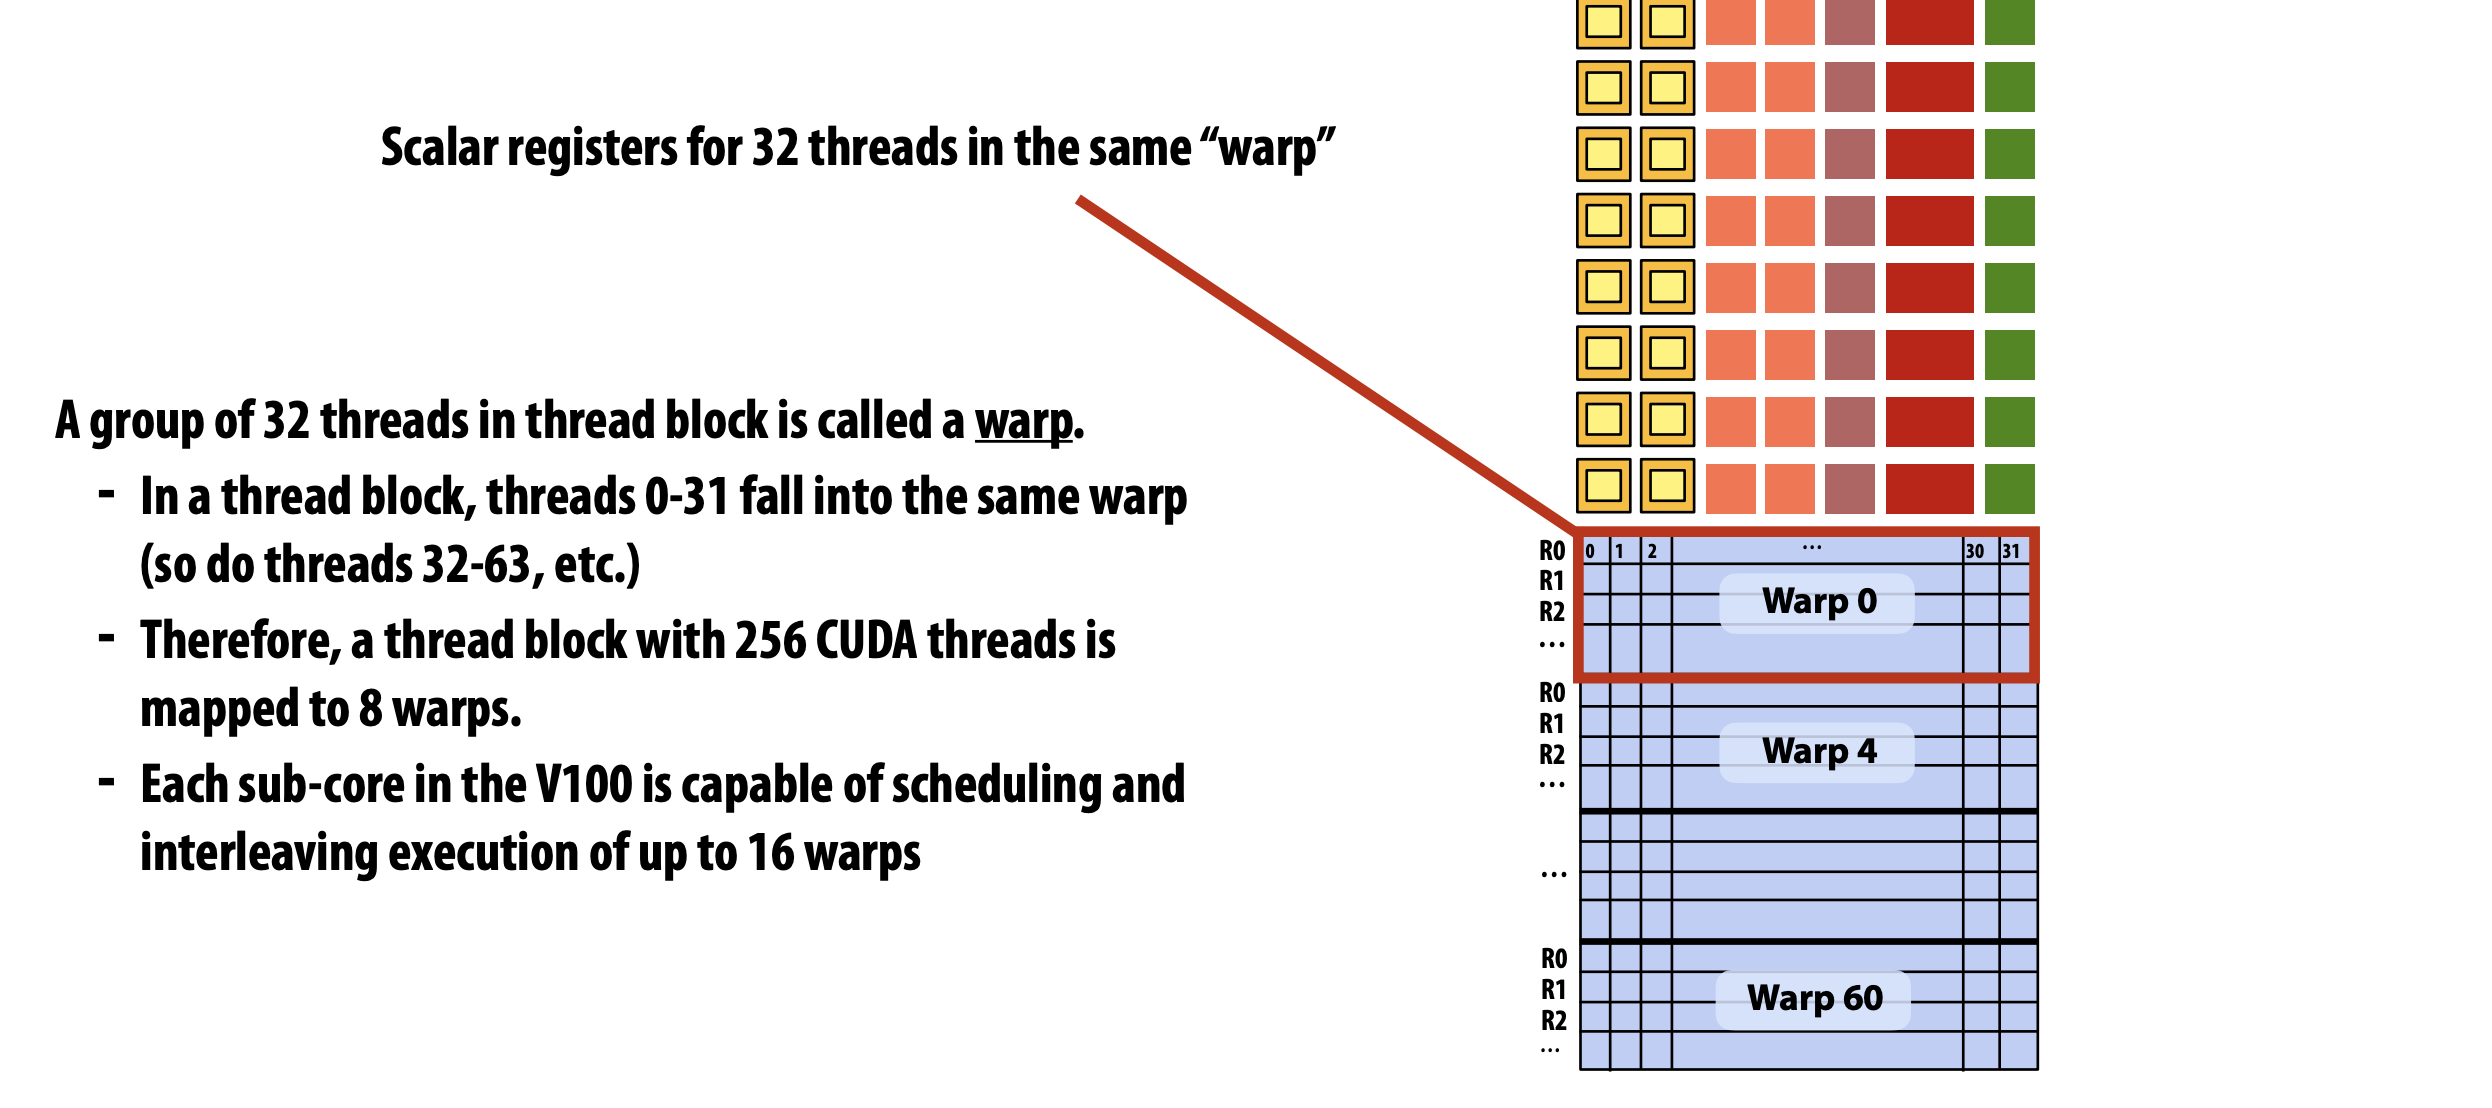 Scalar registers for 32 threads in the same “warp”
A group of 32 threads in thread block is called a warp.
- In a thread block, threads 0-31 fall into the same warp
(so do threads 32-63, etc.)
- Therefore, a thread block with 256 CUDA threads is
mapped to 8 warps.
- Each sub-core in the V100 is capable of scheduling and
interleaving execution of up to 16 warps
R0 0 1 2 ... 30 31
R1
Warp 0
R2
...
R0
R1
Warp 4
R2
...
...
R0
R1
Warp 60
R2
...